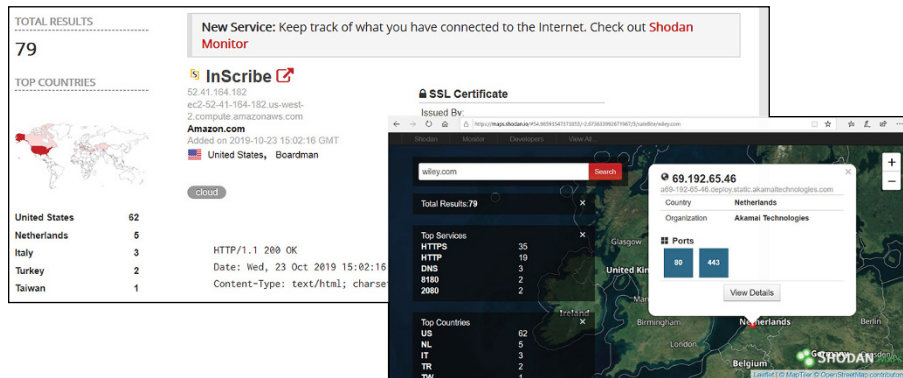 TOTAL RESULTS
79
TOP COUNTRIES
United States 62
Netherlands 5
Italy 3
Turkey 2
Taiwan 1
New Service: Keep track of what you have connected to the Internet. Check out Shodan
Monitor
InScribe
52.41.164.182
ec2-52-41-164-182.us-west-
2.compute.amazonaws.com
Amazon.com
Added on 2019-10-23 15:02:16 GMT
United States, Boardman
cloud
SSL Certificate
Issued By:
HTTP/1.1 200 OK
Date: Wed, 23 Oct 2019 15:02:16
Content-Type: text/html; charset
Shodan Monitor Developers View All...
wiley.com
Search
Total Results:79
Top Services
HTTPS 35
HTTP 19
DNS 3
8180 2
2080 2
Top Countries
US 62
NL 5
IT 3
TR 2
TW 1
69.192.65.46
a69-192-65-46.deploy.static.akamaitechnologies.com
Country Netherlands
Organization Akamai Technologies
Ports
80 443
View Details
Glasgow
United Kin
Ireland
Birmingham
London
Netherlands
Berlin
Belgium
SHODAN
Leaflet | © MapTiler © OpenStreetMap contributors